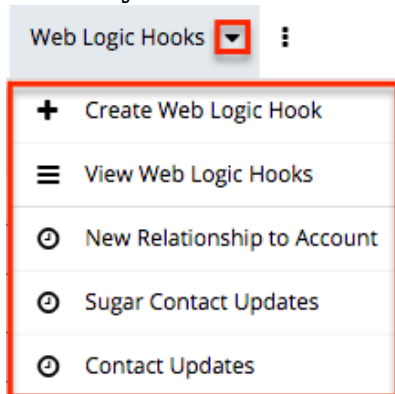 Web Logic Hooks
Create Web Logic Hook
View Web Logic Hooks
New Relationship to Account
Sugar Contact Updates
Contact Updates